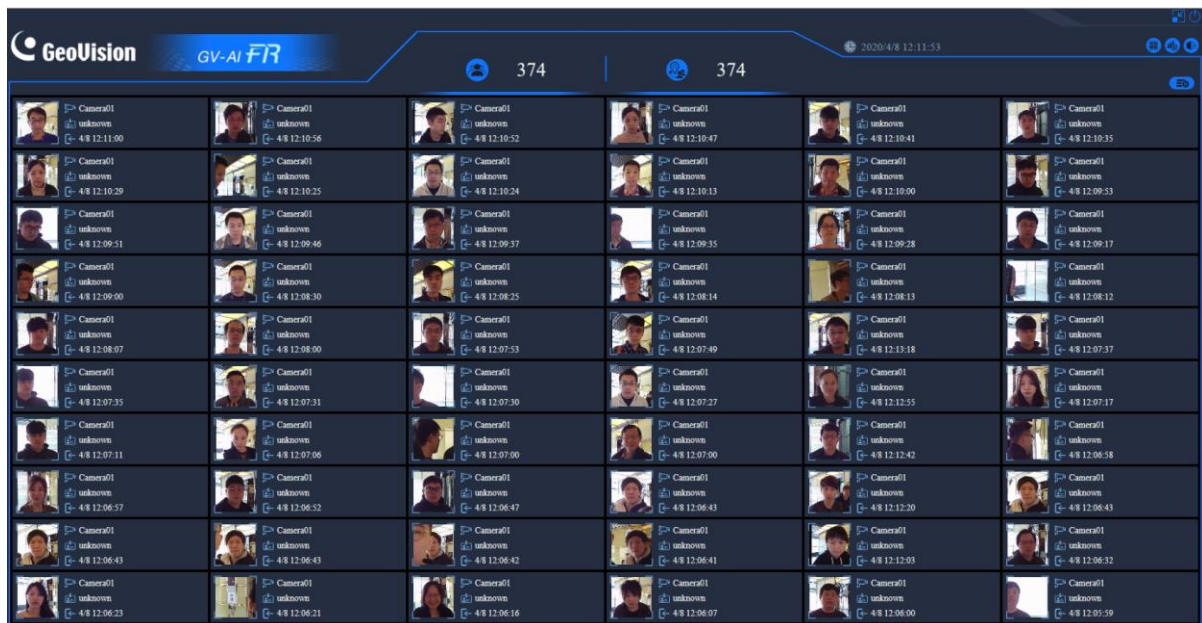 GeoVision
GV-AI FR
374
374
2020/4/8 12:11:53
Camera01
unknown
4/8 12:11:00
Camera01
unknown
4/8 12:10:56
Camera01
unknown
4/8 12:10:52
Camera01
unknown
4/8 12:10:47
Camera01
unknown
4/8 12:10:41
Camera01
unknown
4/8 12:10:35
Camera01
unknown
4/8 12:10:29
Camera01
unknown
4/8 12:10:25
Camera01
unknown
4/8 12:10:24
Camera01
unknown
4/8 12:10:13
Camera01
unknown
4/8 12:10:00
Camera01
unknown
4/8 12:09:53
Camera01
unknown
4/8 12:09:51
Camera01
unknown
4/8 12:09:46
Camera01
unknown
4/8 12:09:37
Camera01
unknown
4/8 12:09:35
Camera01
unknown
4/8 12:09:28
Camera01
unknown
4/8 12:09:17
Camera01
unknown
4/8 12:09:00
Camera01
unknown
4/8 12:08:30
Camera01
unknown
4/8 12:08:25
Camera01
unknown
4/8 12:08:14
Camera01
unknown
4/8 12:08:13
Camera01
unknown
4/8 12:08:12
Camera01
unknown
4/8 12:08:07
Camera01
unknown
4/8 12:08:00
Camera01
unknown
4/8 12:07:53
Camera01
unknown
4/8 12:07:49
Camera01
unknown
4/8 12:13:18
Camera01
unknown
4/8 12:07:37
Camera01
unknown
4/8 12:07:35
Camera01
unknown
4/8 12:07:31
Camera01
unknown
4/8 12:07:30
Camera01
unknown
4/8 12:07:27
Camera01
unknown
4/8 12:12:55
Camera01
unknown
4/8 12:07:17
Camera01
unknown
4/8 12:07:11
Camera01
unknown
4/8 12:07:06
Camera01
unknown
4/8 12:07:00
Camera01
unknown
4/8 12:07:00
Camera01
unknown
4/8 12:12:42
Camera01
unknown
4/8 12:06:58
Camera01
unknown
4/8 12:06:57
Camera01
unknown
4/8 12:06:52
Camera01
unknown
4/8 12:06:47
Camera01
unknown
4/8 12:06:43
Camera01
unknown
4/8 12:12:20
Camera01
unknown
4/8 12:06:43
Camera01
unknown
4/8 12:06:43
Camera01
unknown
4/8 12:06:43
Camera01
unknown
4/8 12:06:42
Camera01
unknown
4/8 12:06:41
Camera01
unknown
4/8 12:12:03
Camera01
unknown
4/8 12:06:32
Camera01
unknown
4/8 12:06:23
Camera01
unknown
4/8 12:06:21
Camera01
unknown
4/8 12:06:16
Camera01
unknown
4/8 12:06:07
Camera01
unknown
4/8 12:06:00
Camera01
unknown
4/8 12:05:59